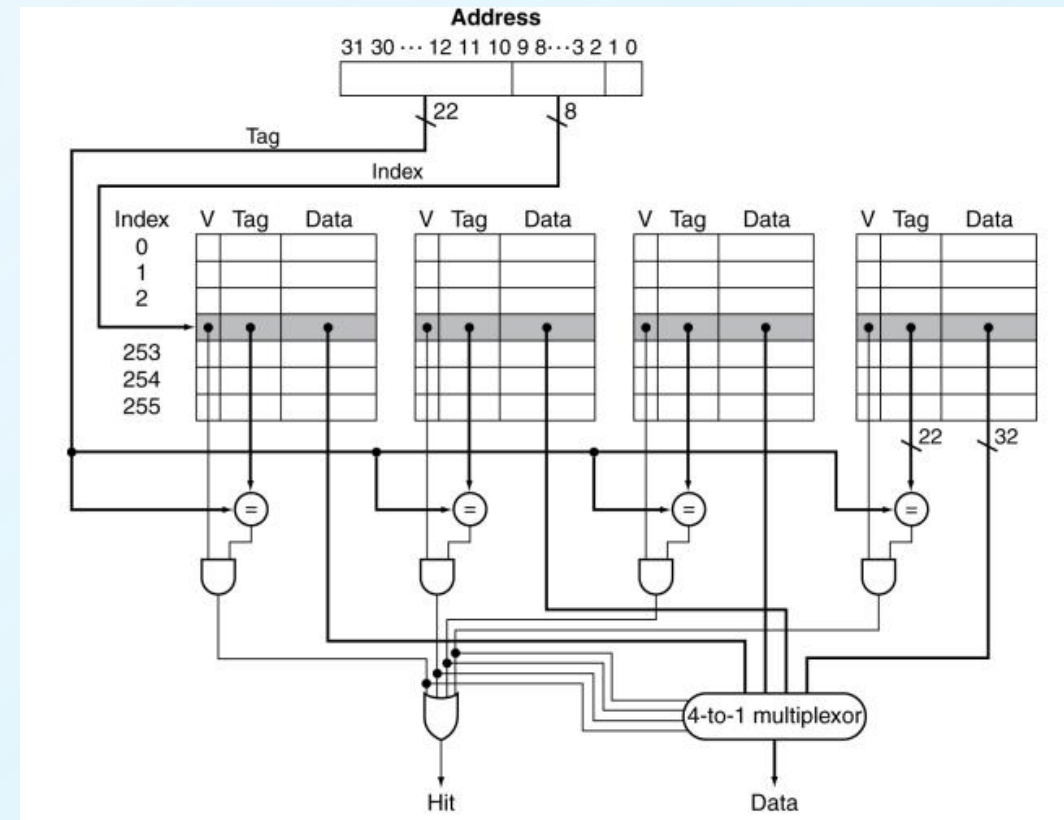 Address
31 30 ··· 12 11 10 9 8 ··· 3 2 1 0
22
8
Tag
Index
Index V Tag Data V Tag Data V Tag Data V Tag Data
0
1
2
253
254
255
22 32
= = = =
4-to-1 multiplexor
Hit Data